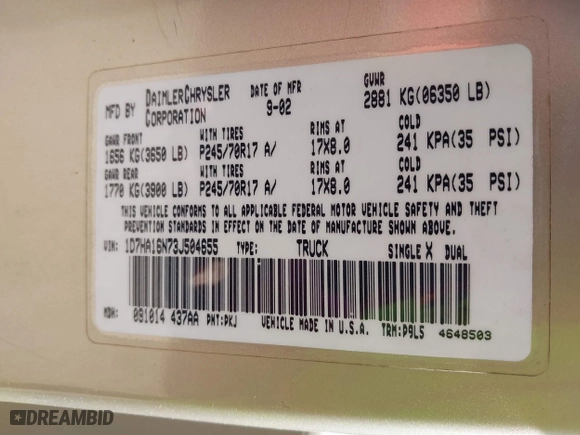 MFD BY DAIMLERCHRYSLER CORPORATION DATE OF MFR 9-02 GVWR 2881 KG(06350 LB)
GAWR FRONT WITH TIRES RIMS AT COLD
1656 KG(3650 LB) P245/70R17 A/ 17X8.0 241 KPA(35 PSI)
GAWR REAR WITH TIRES RIMS AT COLD
1770 KG(3900 LB) P245/70R17 A/ 17X8.0 241 KPA(35 PSI)
THIS VEHICLE CONFORMS TO ALL APPLICABLE FEDERAL MOTOR VEHICLE SAFETY AND THEFT
PREVENTION STANDARDS IN EFFECT ON THE DATE OF MANUFACTURE SHOWN ABOVE.
VIN: 1D7HA16N73J504655 TYPE: TRUCK SINGLE X DUAL
MDH: 091014 437AA PNT:PKJ VEHICLE MADE IN U.S.A. TRM:P9L5 4648503
DREAMBID